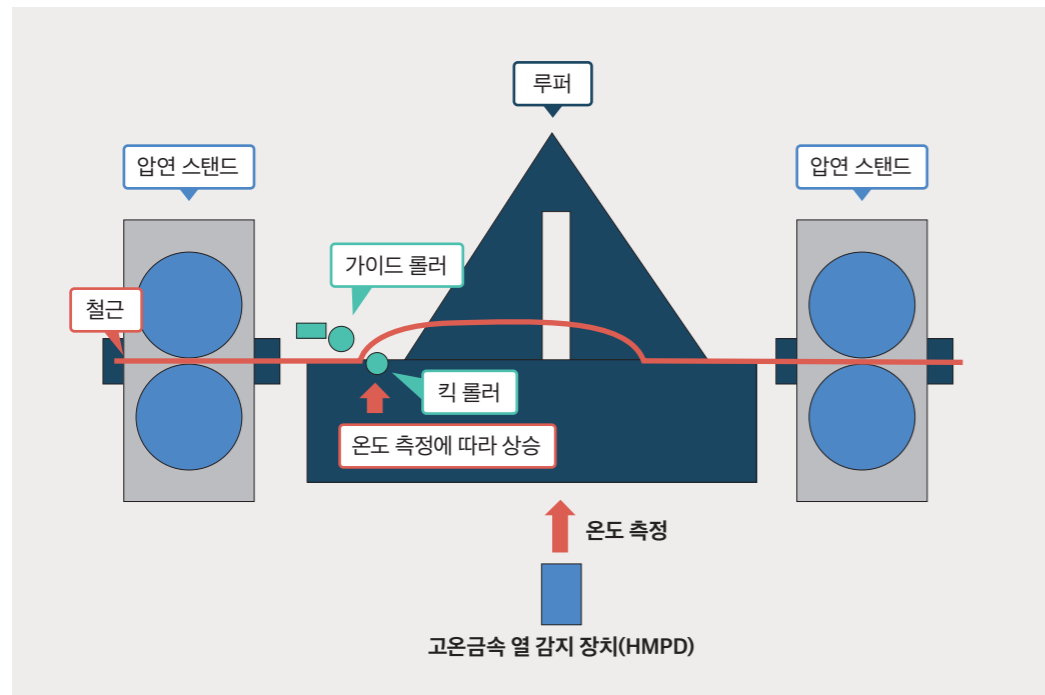 루퍼
압연 스탠드
압연 스탠드
가이드 롤러
철근
킥 롤러
온도 측정에 따라 상승
온도 측정
고온금속 열 감지 장치(HMPD)